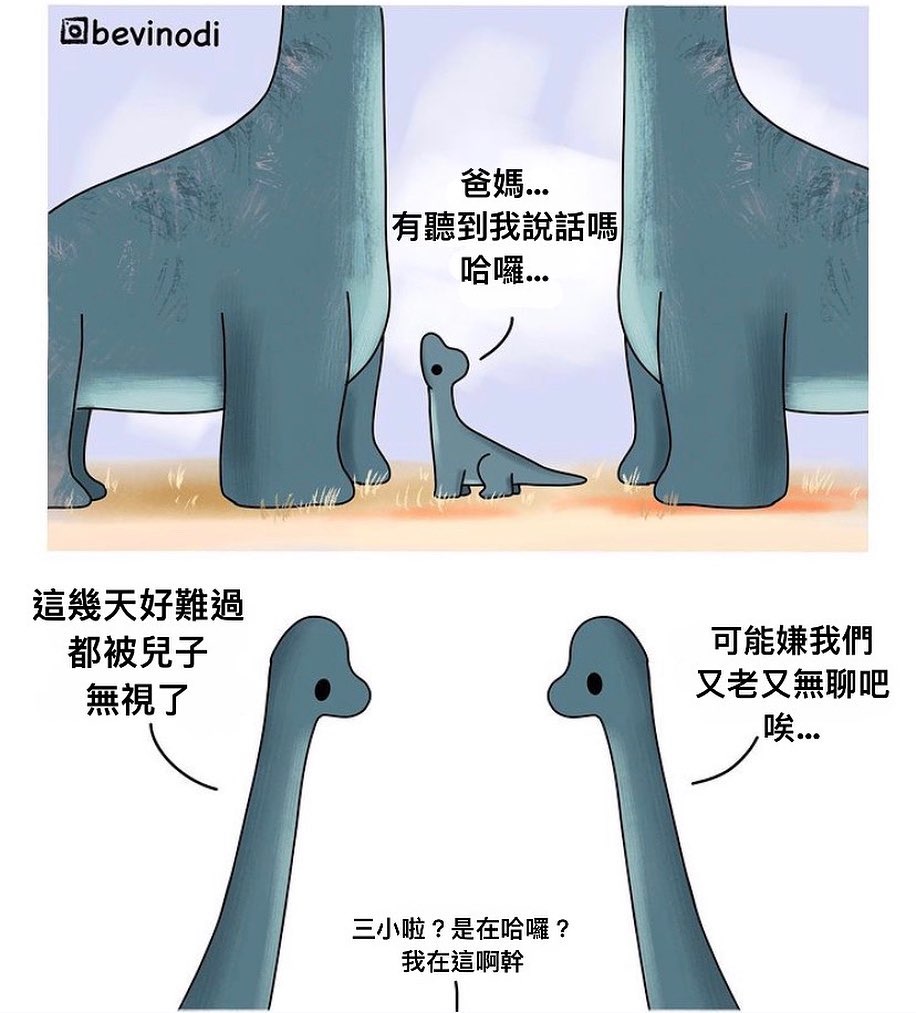 bevinodi
爸媽...
有聽到我說話嗎
哈囉...
這幾天好難過
都被兒子
無視了
可能嫌我們
又老又無聊吧
唉...
三小啦？是在哈囉？
我在這啊幹